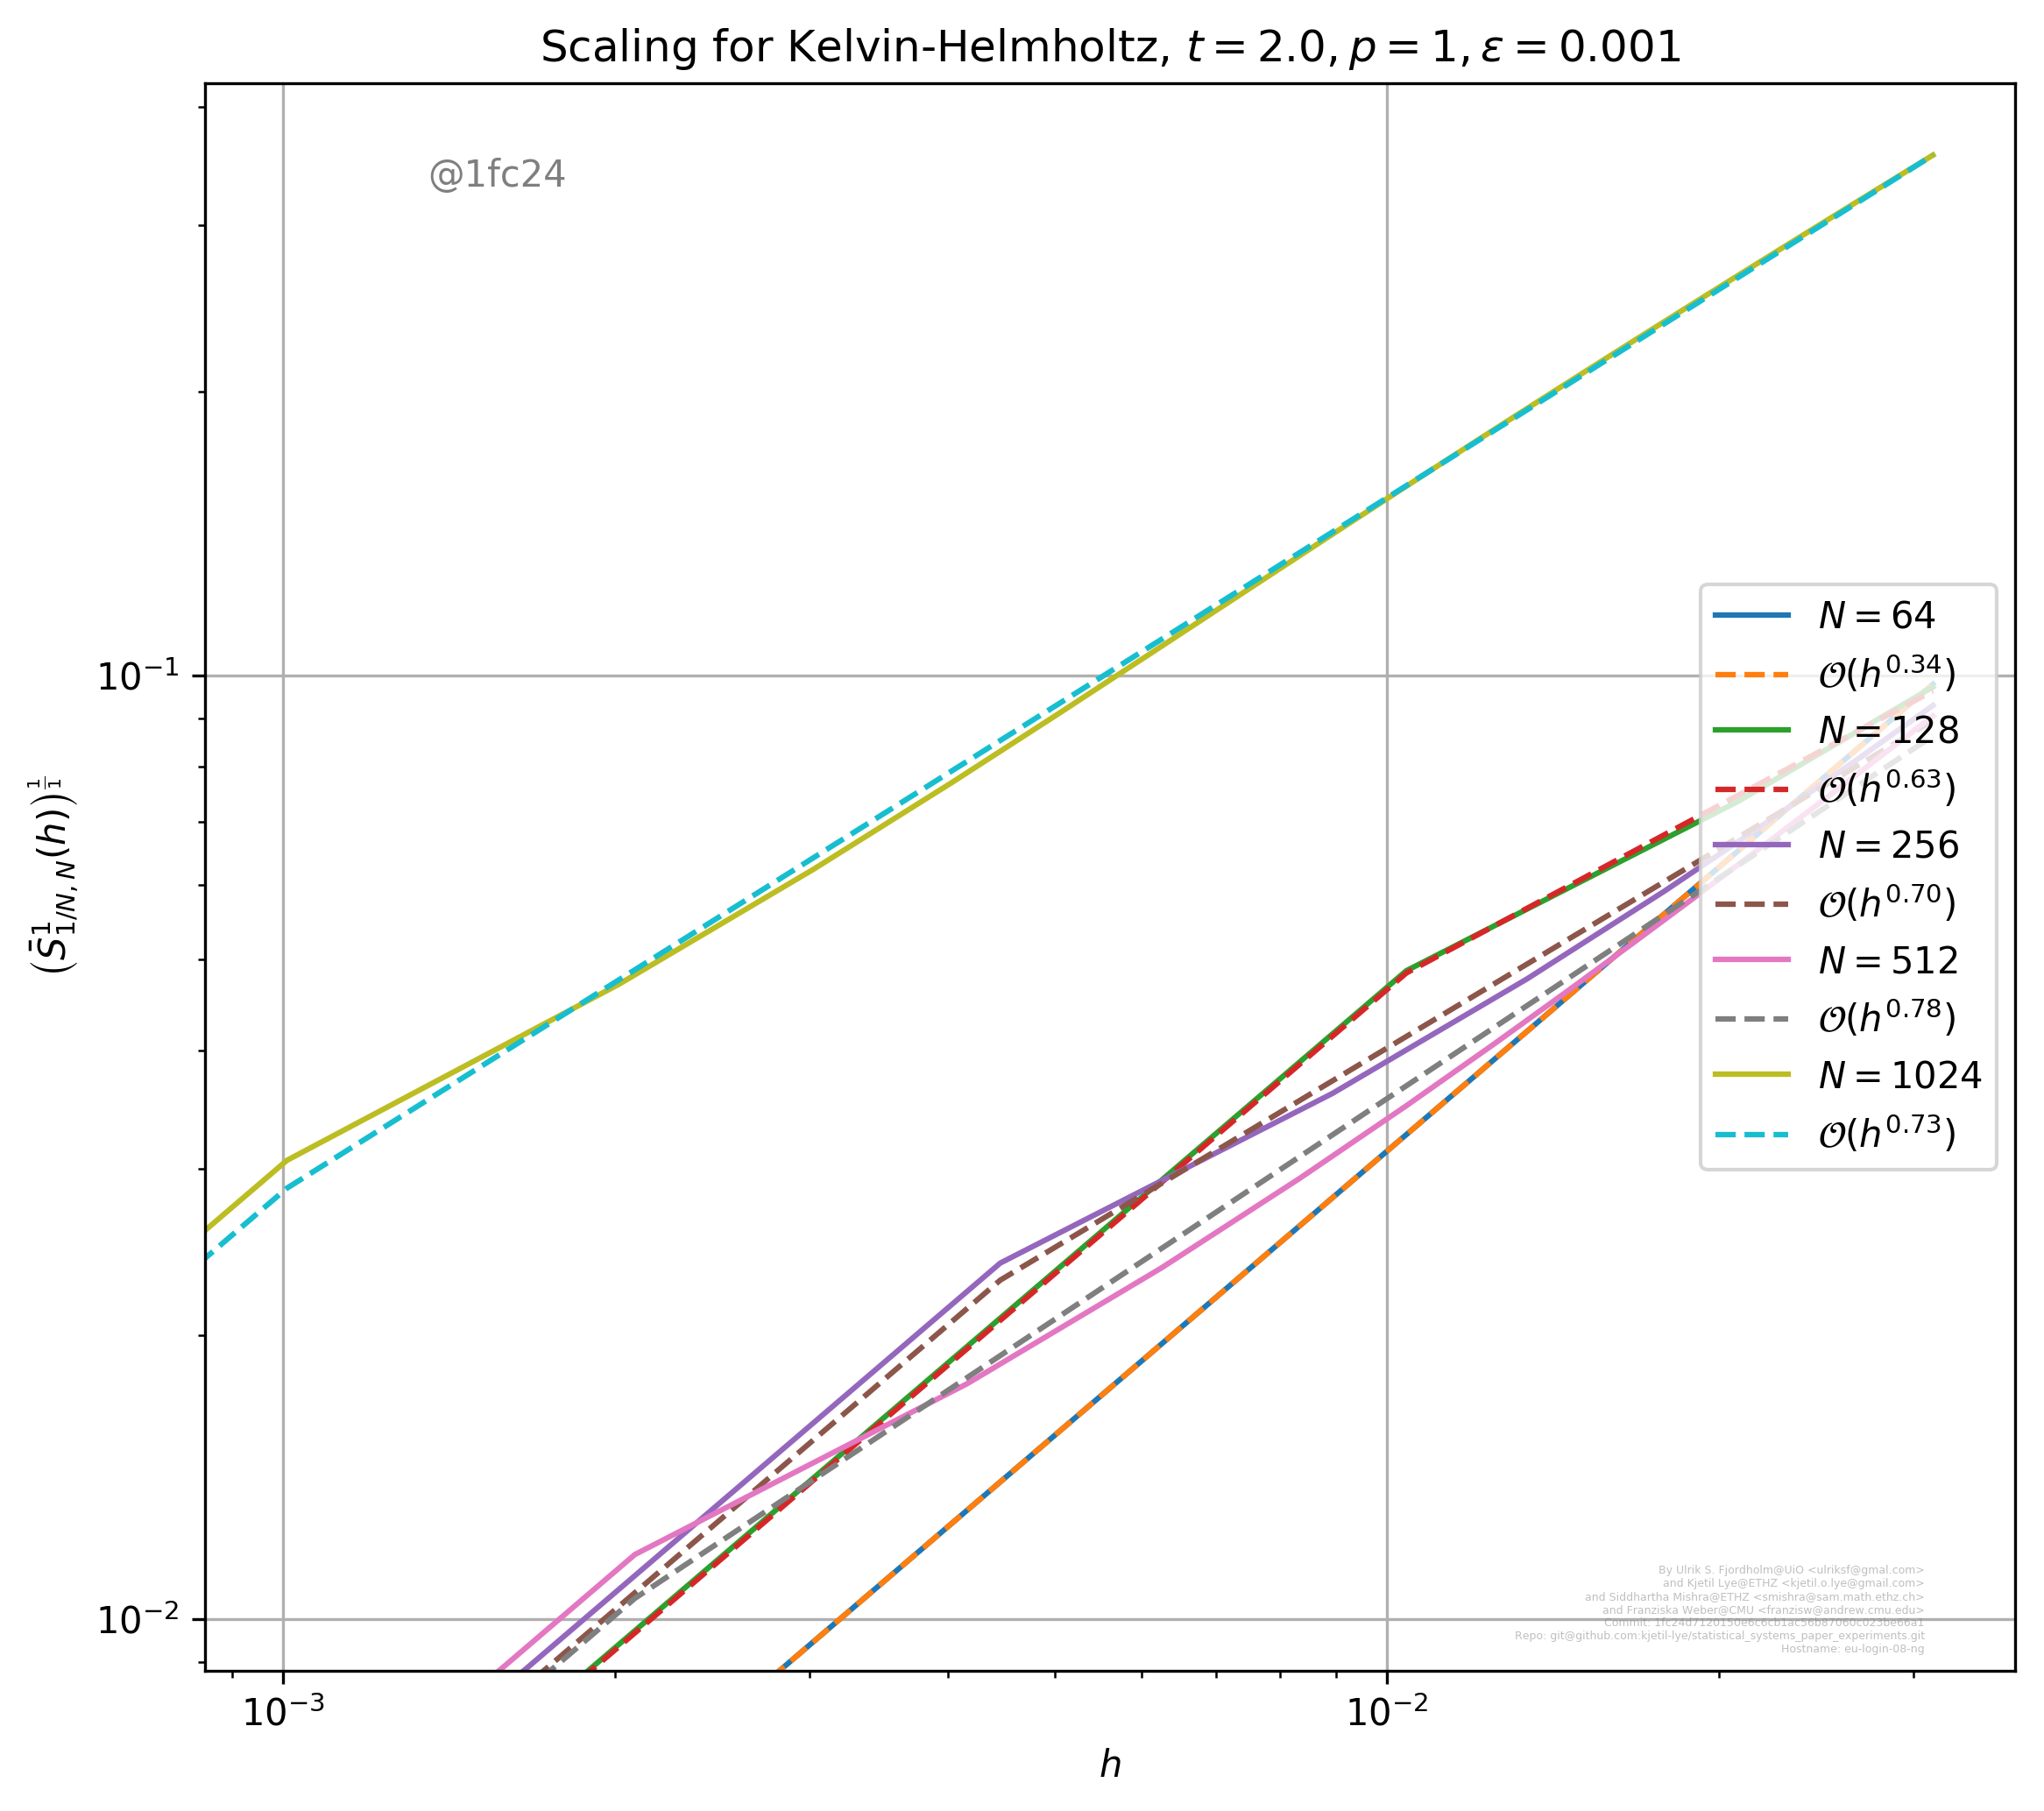 Scaling for Kelvin-Helmholtz, t = 2.0, p = 1, ε = 0.001
@1fc24
(S̄¹_{1/N, N}(h))^{1/1}
10⁻¹
10⁻²
10⁻³
10⁻²
h
N = 64
𝒪(h^{0.34})
N = 128
𝒪(h^{0.63})
N = 256
𝒪(h^{0.70})
N = 512
𝒪(h^{0.78})
N = 1024
𝒪(h^{0.73})
By Ulrik S. Fjordholm@UiO <ulriksf@gmal.com>
and Kjetil Lye@ETHZ <kjetil.o.lye@gmail.com>
and Siddhartha Mishra@ETHZ <smishra@sam.math.ethz.ch>
and Franziska Weber@CMU <franzisw@andrew.cmu.edu>
Commit:
Repo: git@github.com:kjetil-lye/statistical_systems_paper_experiments.git
Hostname: eu-login-08-ng